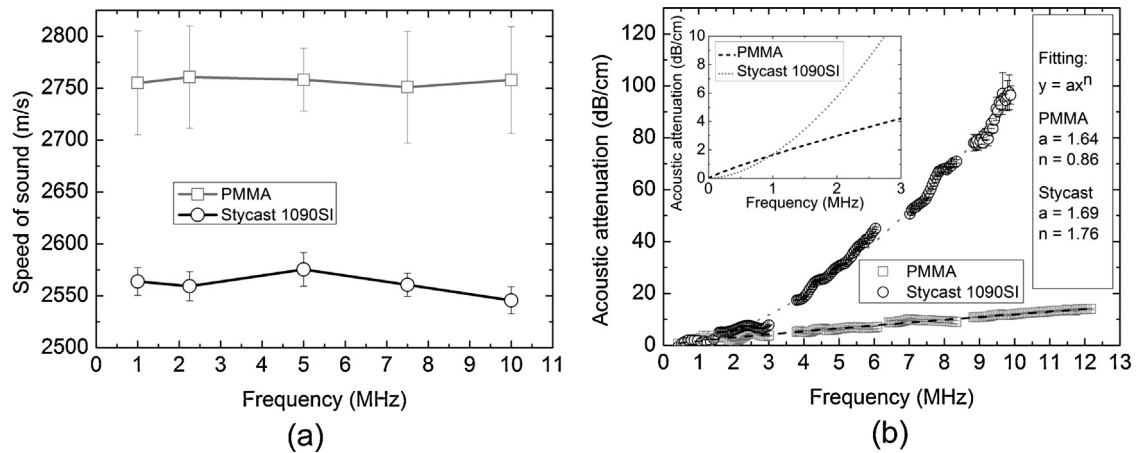 2800
2750
2700
2650
2600
2550
2500
Speed of sound (m/s)
PMMA
Stycast 1090SI
0 1 2 3 4 5 6 7 8 9 10 11
Frequency (MHz)
(a)
120
100
80
60
40
20
0
Acoustic attenuation (dB/cm)
10
8
6
4
2
0
Acoustic attenuation (dB/cm)
PMMA
Stycast 1090SI
0 1 2 3
Frequency (MHz)
Fitting:
y = axⁿ
PMMA
a = 1.64
n = 0.86
Stycast
a = 1.69
n = 1.76
PMMA
Stycast 1090SI
0 1 2 3 4 5 6 7 8 9 10 11 12 13
Frequency (MHz)
(b)